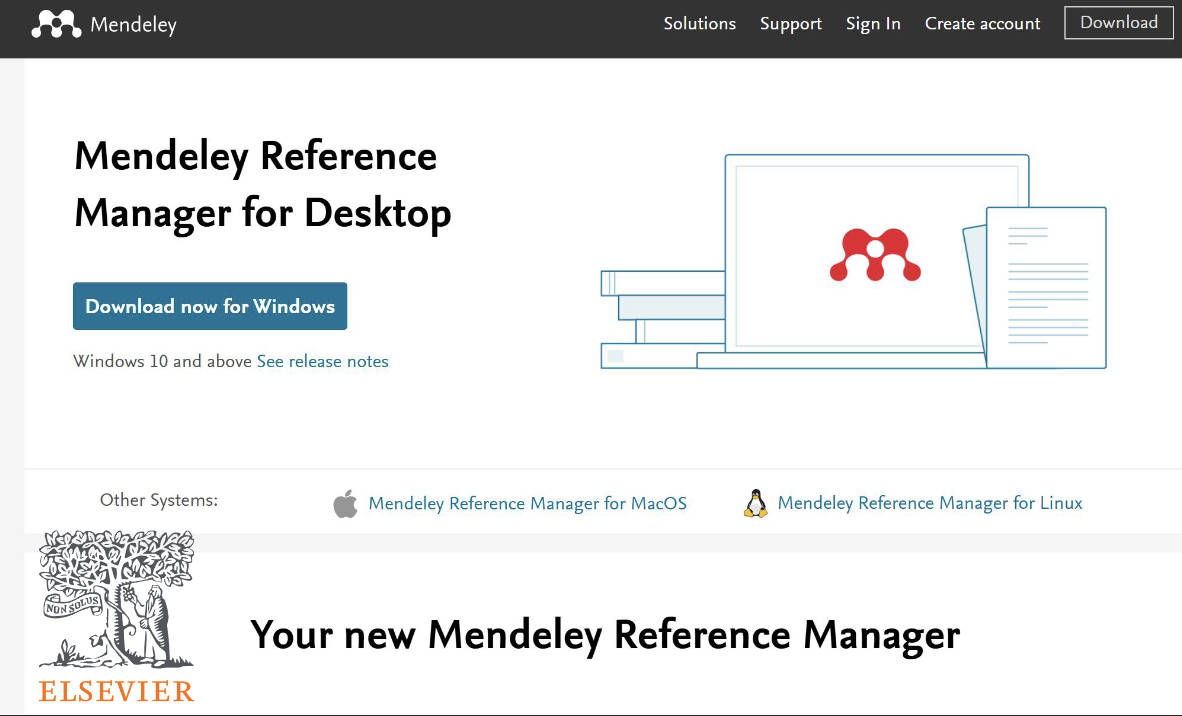 Mendeley
Solutions Support Sign In Create account Download
Mendeley Reference
Manager for Desktop
Download now for Windows
Windows 10 and above See release notes
Other Systems:
Mendeley Reference Manager for MacOS
Mendeley Reference Manager for Linux
NON SOLUS
Your new Mendeley Reference Manager
ELSEVIER